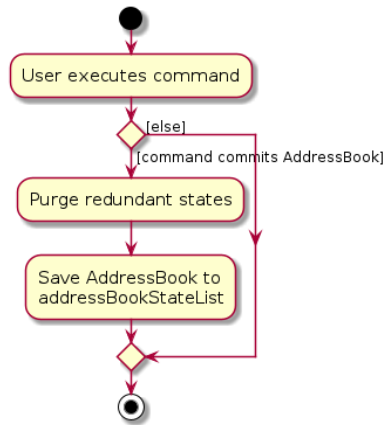 User executes command
[else]
[command commits AddressBook]
Purge redundant states
Save AddressBook to
addressBookStateList